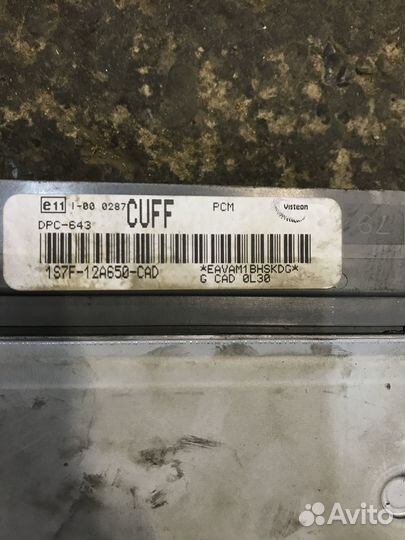 e11 I-00 0287 CUFF PCM Visteon
DPC-643
1S7F-12A650-CAD *EAVAM1BHSKDG*
G CAD 0L30
Avito